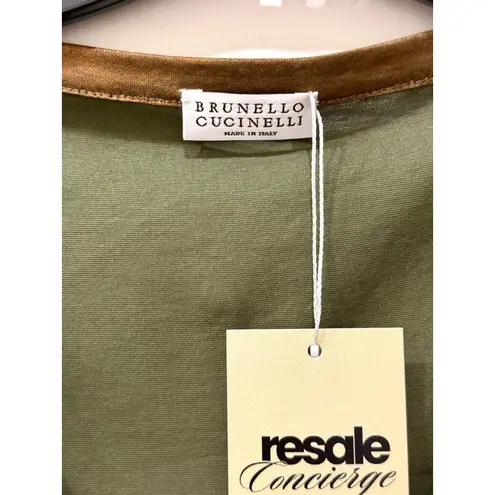 BRUNELLO
CUCINELLI
MADE IN ITALY
resale
Concierge